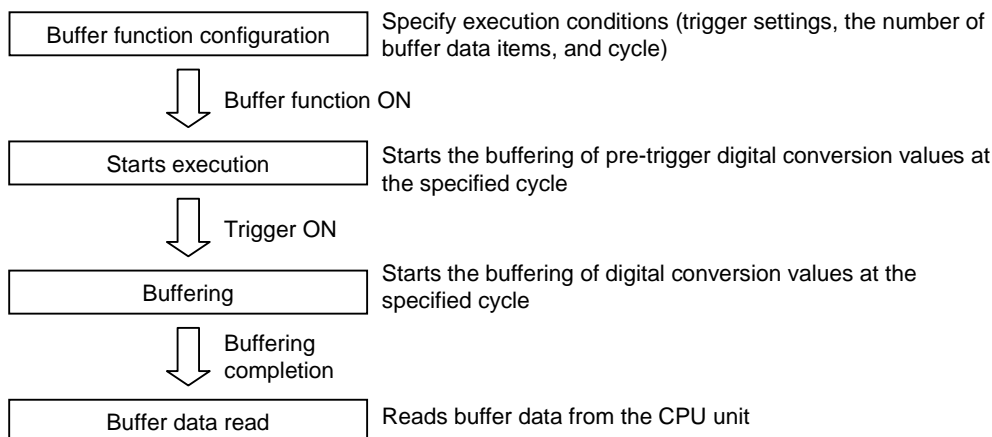 Buffer function configuration
Specify execution conditions (trigger settings, the number of
buffer data items, and cycle)
Buffer function ON
Starts execution
Starts the buffering of pre-trigger digital conversion values at
the specified cycle
Trigger ON
Buffering
Starts the buffering of digital conversion values at the
specified cycle
Buffering
completion
Buffer data read
Reads buffer data from the CPU unit